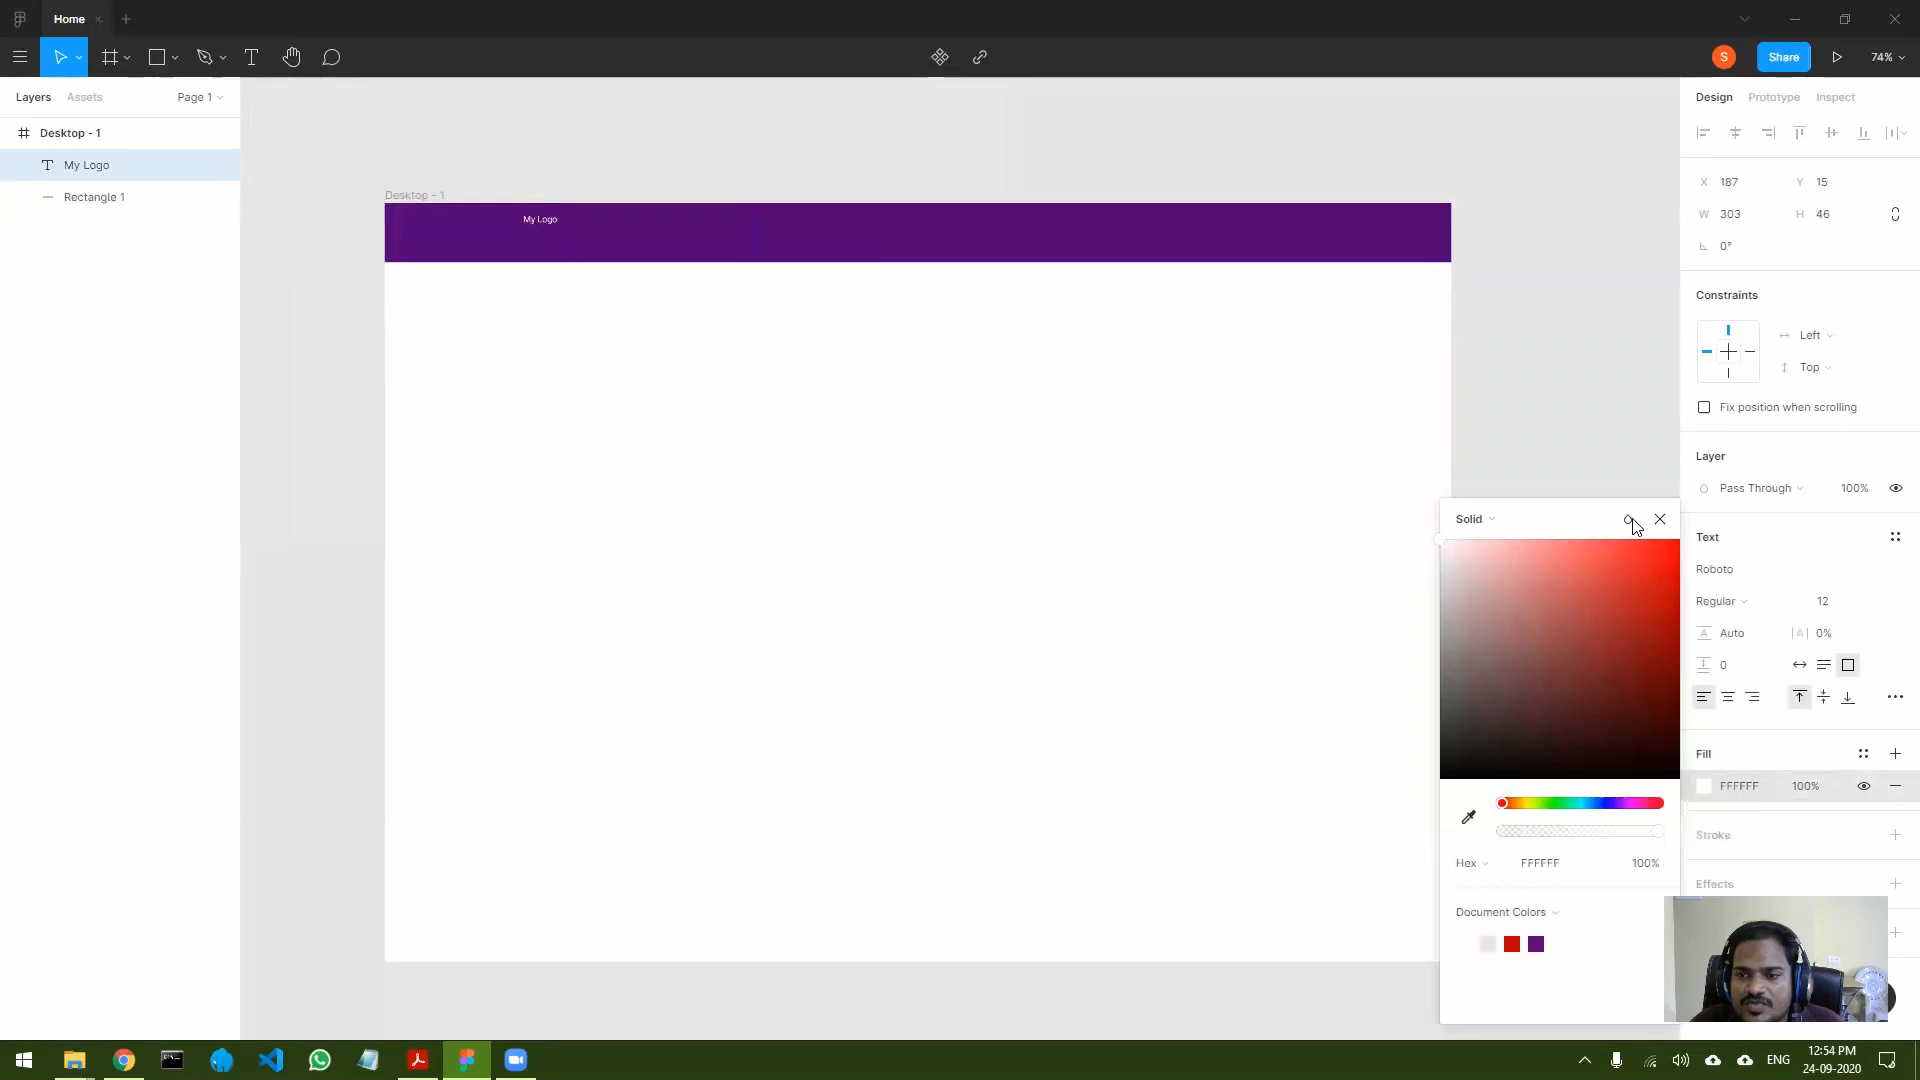 Home
S
Share
74%
Layers
Assets
Page 1
Design
Prototype
Inspect
Desktop - 1
My Logo
Rectangle 1
Desktop - 1
My Logo
X 187
Y 15
W 303
H 46
0°
Constraints
Left
Top
Fix position when scrolling
Layer
Pass Through
100%
Solid
Text
Roboto
Regular
12
A Auto
|A| 0%
0
Fill
FFFFFF
100%
Stroke
Hex
FFFFFF
100%
Effects
Document Colors
ENG
12:54 PM
24-09-2020